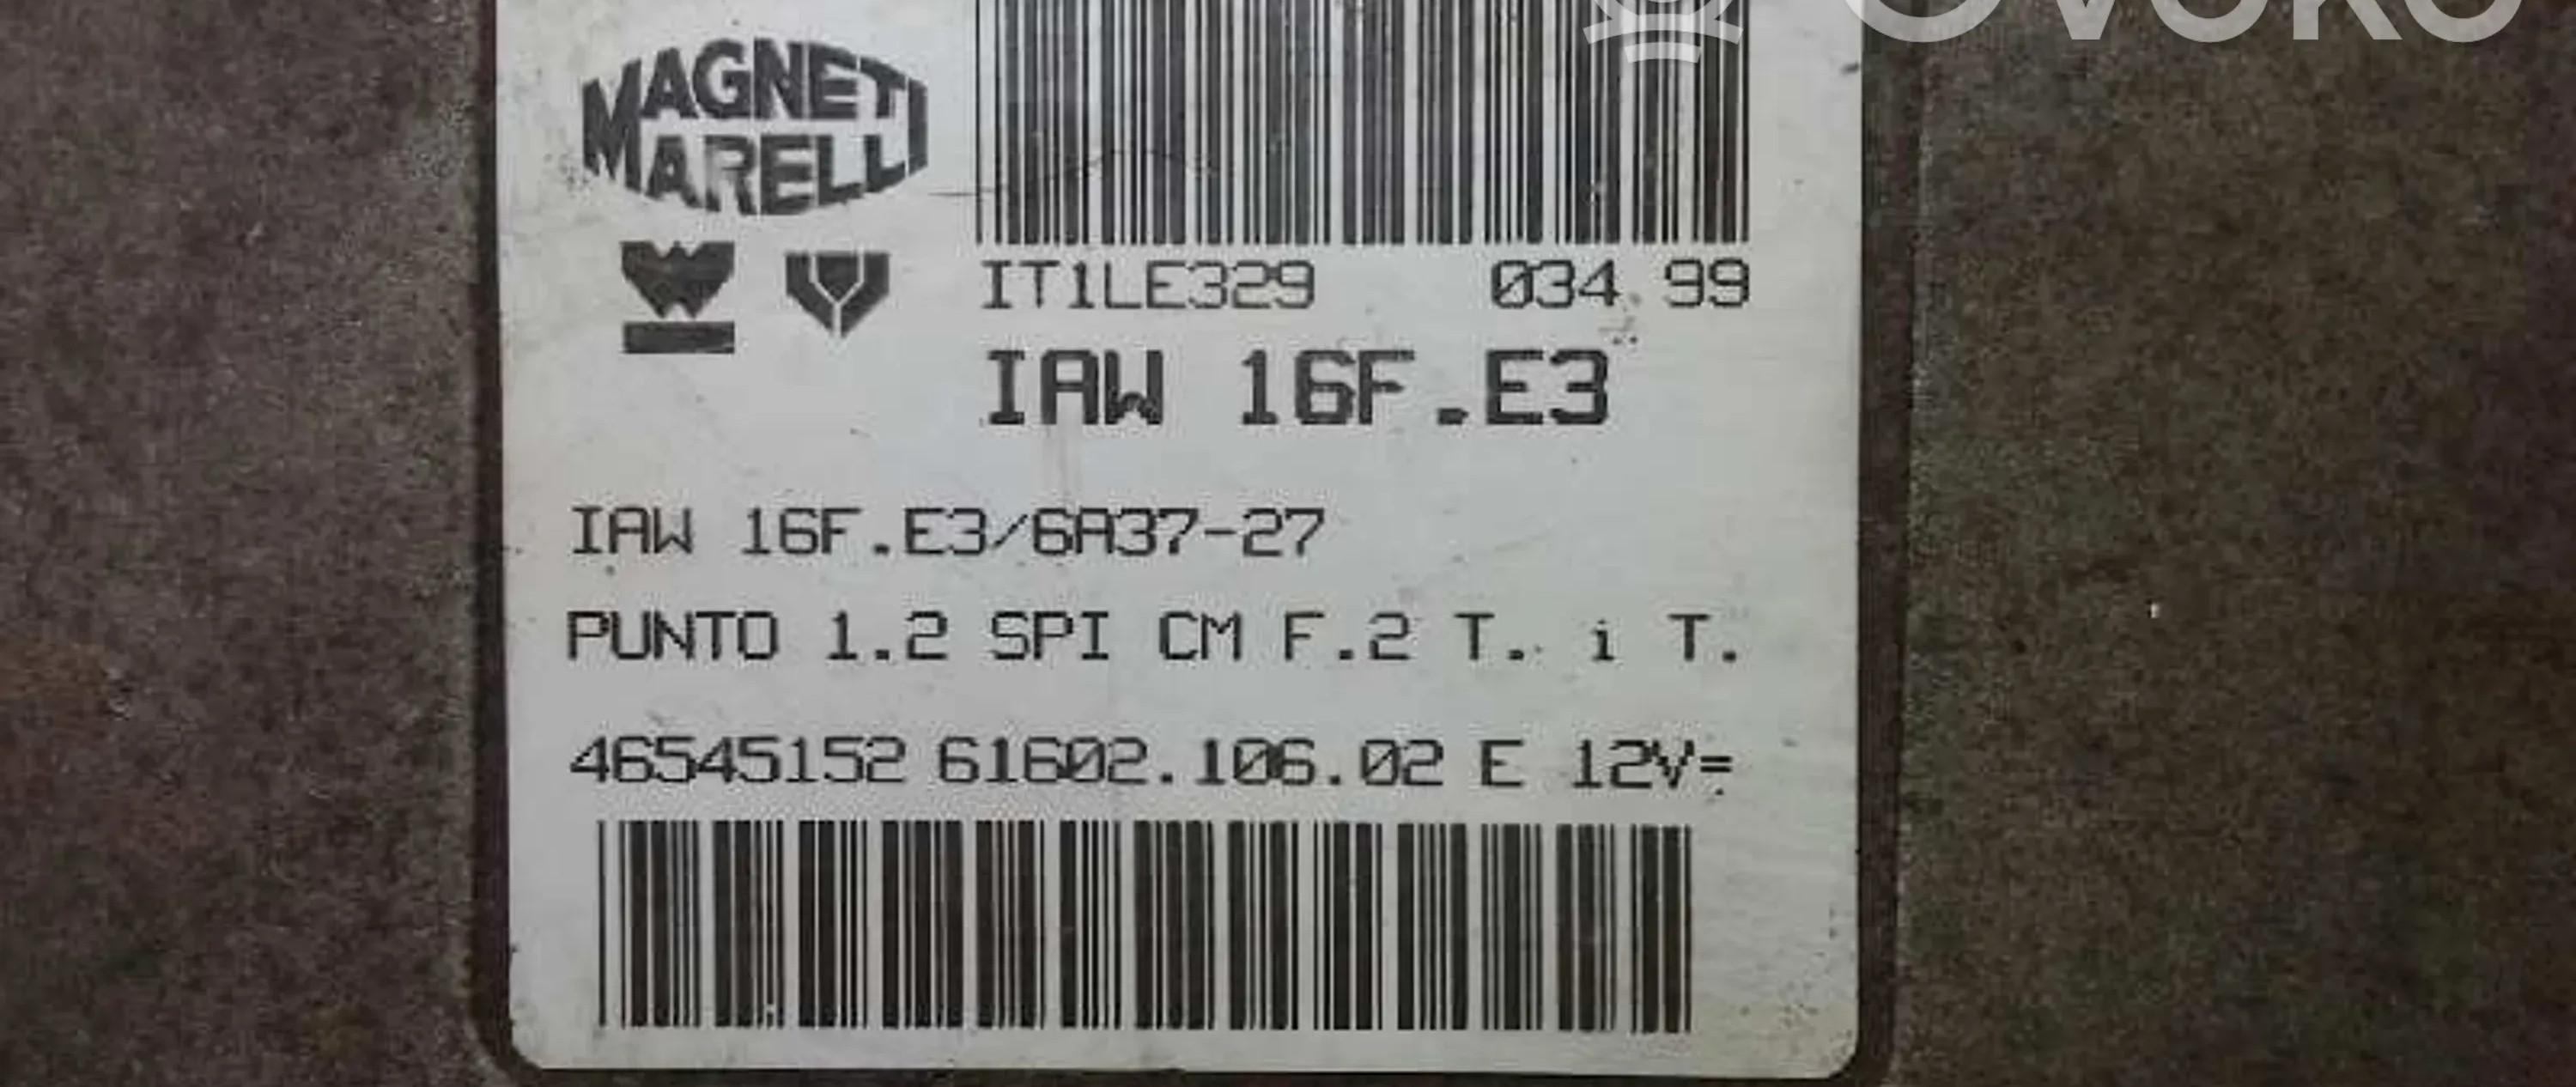 Ovoko
MAGNETI
MARELLI
IT1LE329 034 99
IAW 16F.E3
IAW 16F.E3/6A37-27
PUNTO 1.2 SPI CM F.2 T. i T.
46545152 61602.106.02 E 12V=